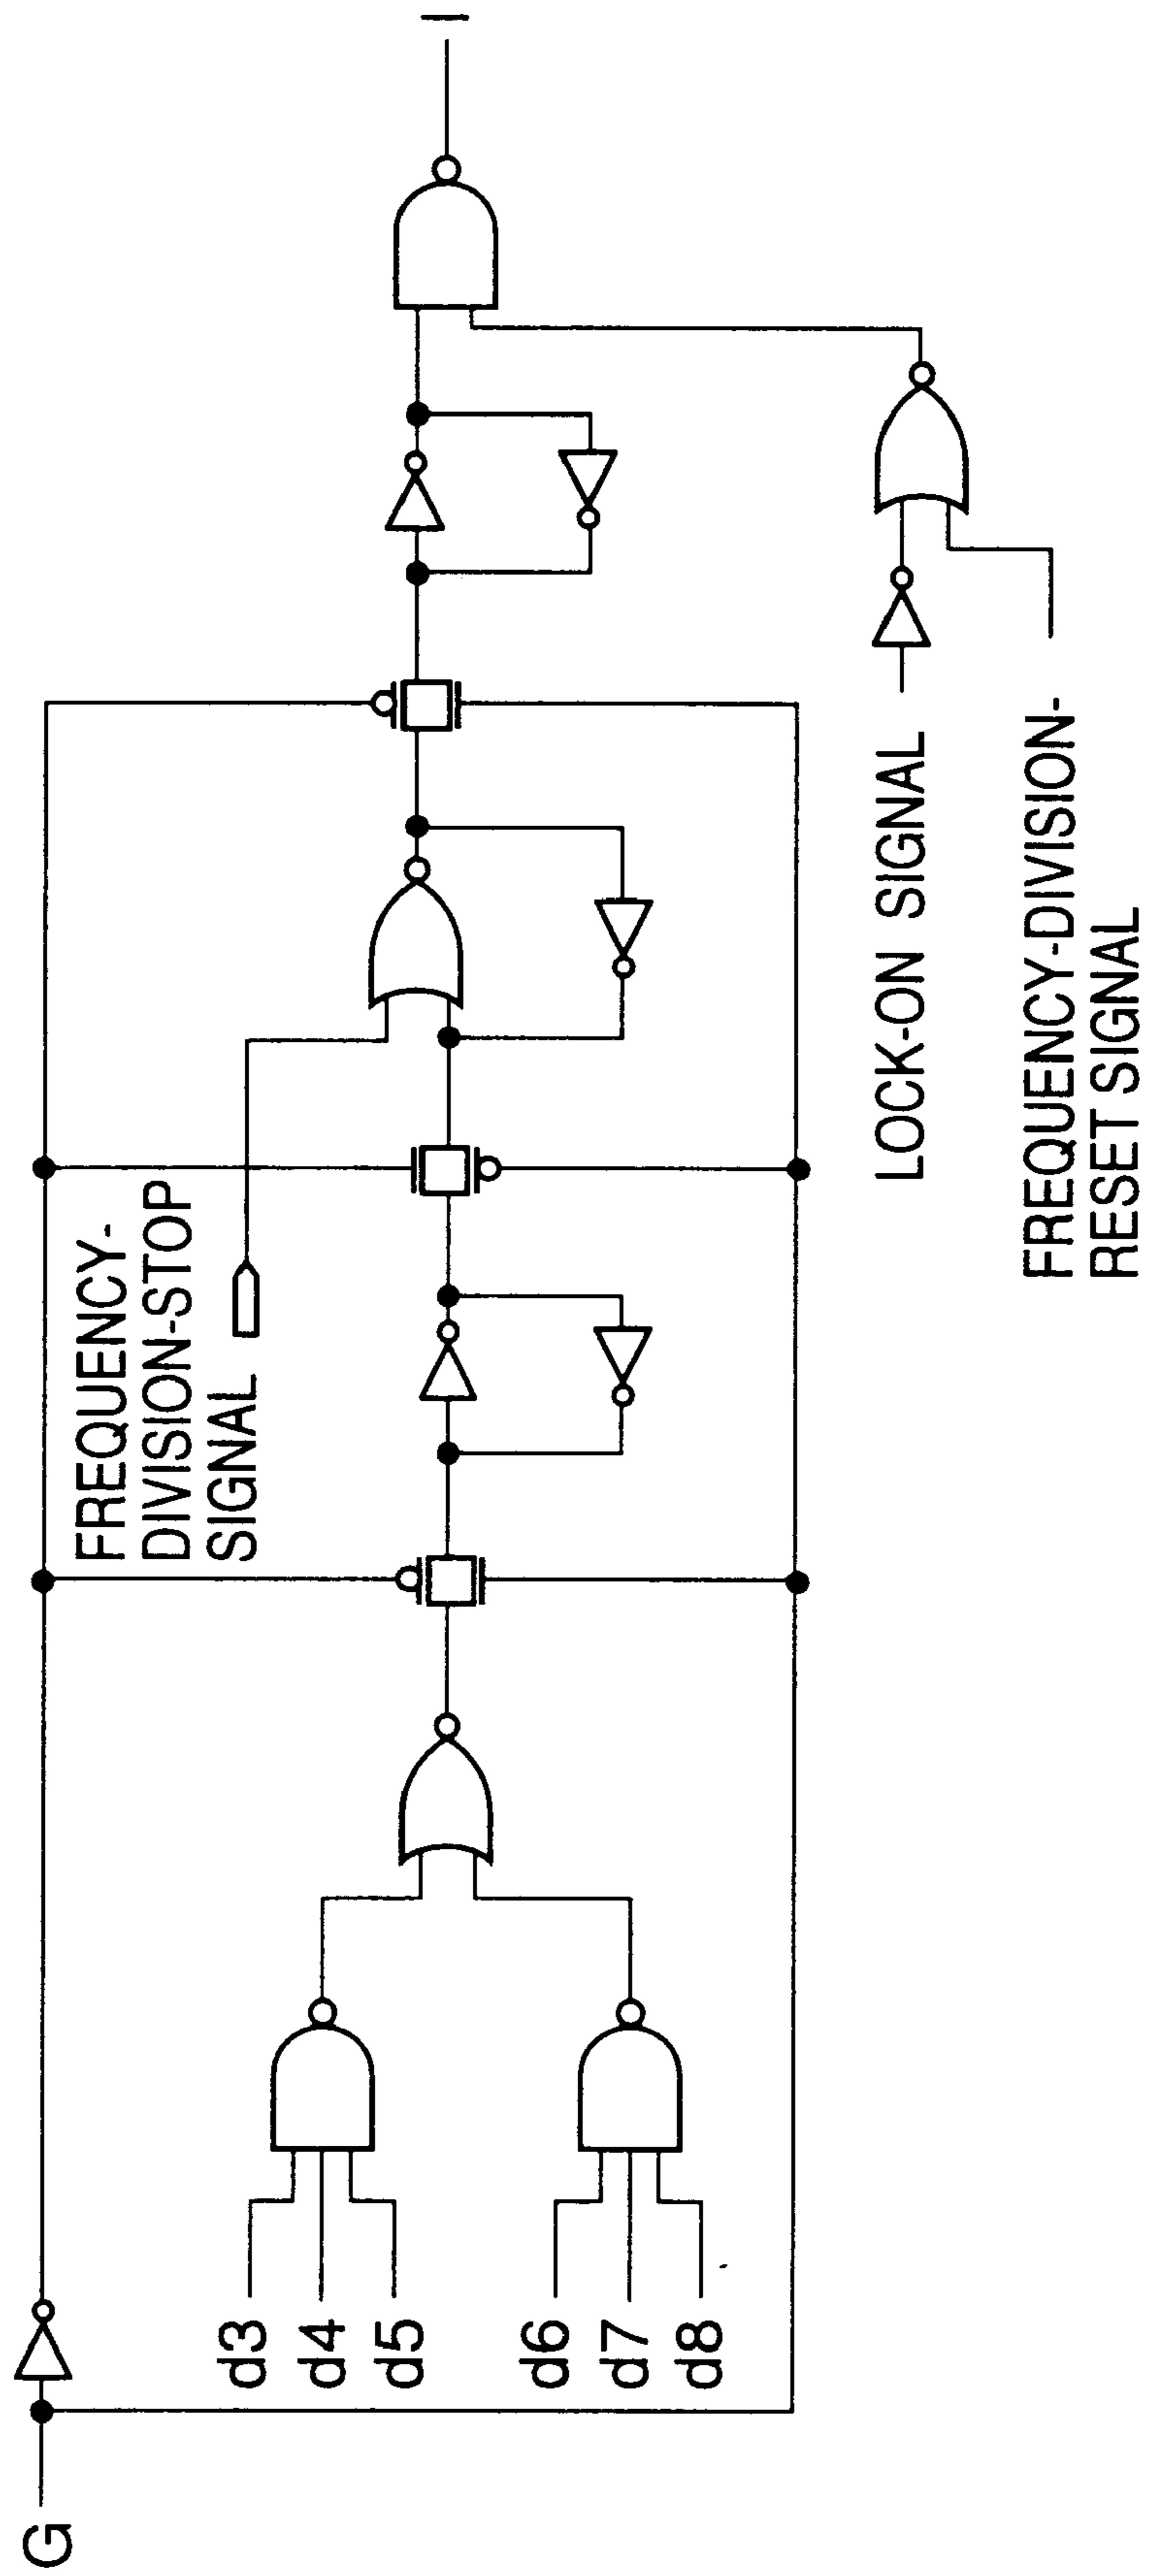 G
d3
d4
d5
d6
d7
d8
FREQUENCY-
DIVISION-STOP
SIGNAL
LOCK-ON SIGNAL
FREQUENCY-DIVISION-
RESET SIGNAL
I